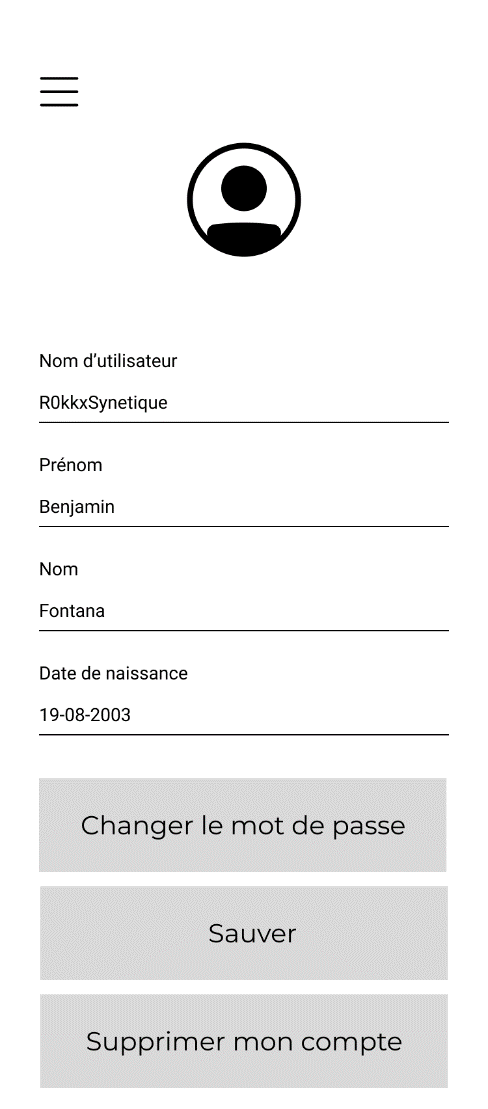 Nom d’utilisateur
R0kkxSynetique
Prénom
Benjamin
Nom
Fontana
Date de naissance
19-08-2003
Changer le mot de passe
Sauver
Supprimer mon compte